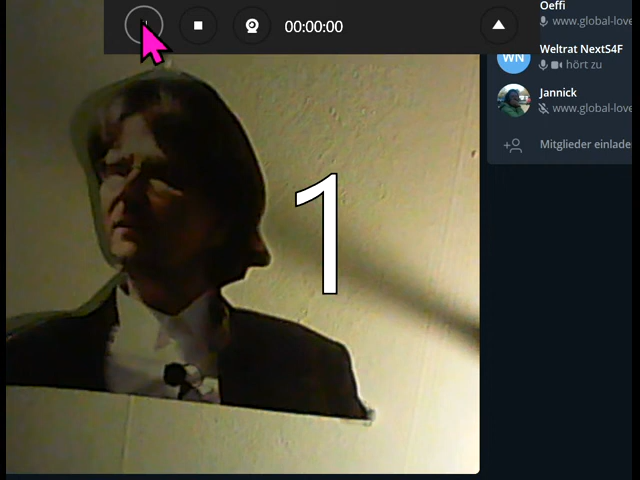 00:00:00
Oeffi
www.global-love
WN
Weltrat NextS4F
hört zu
Jannick
www.global-love
Mitglieder einlade
1